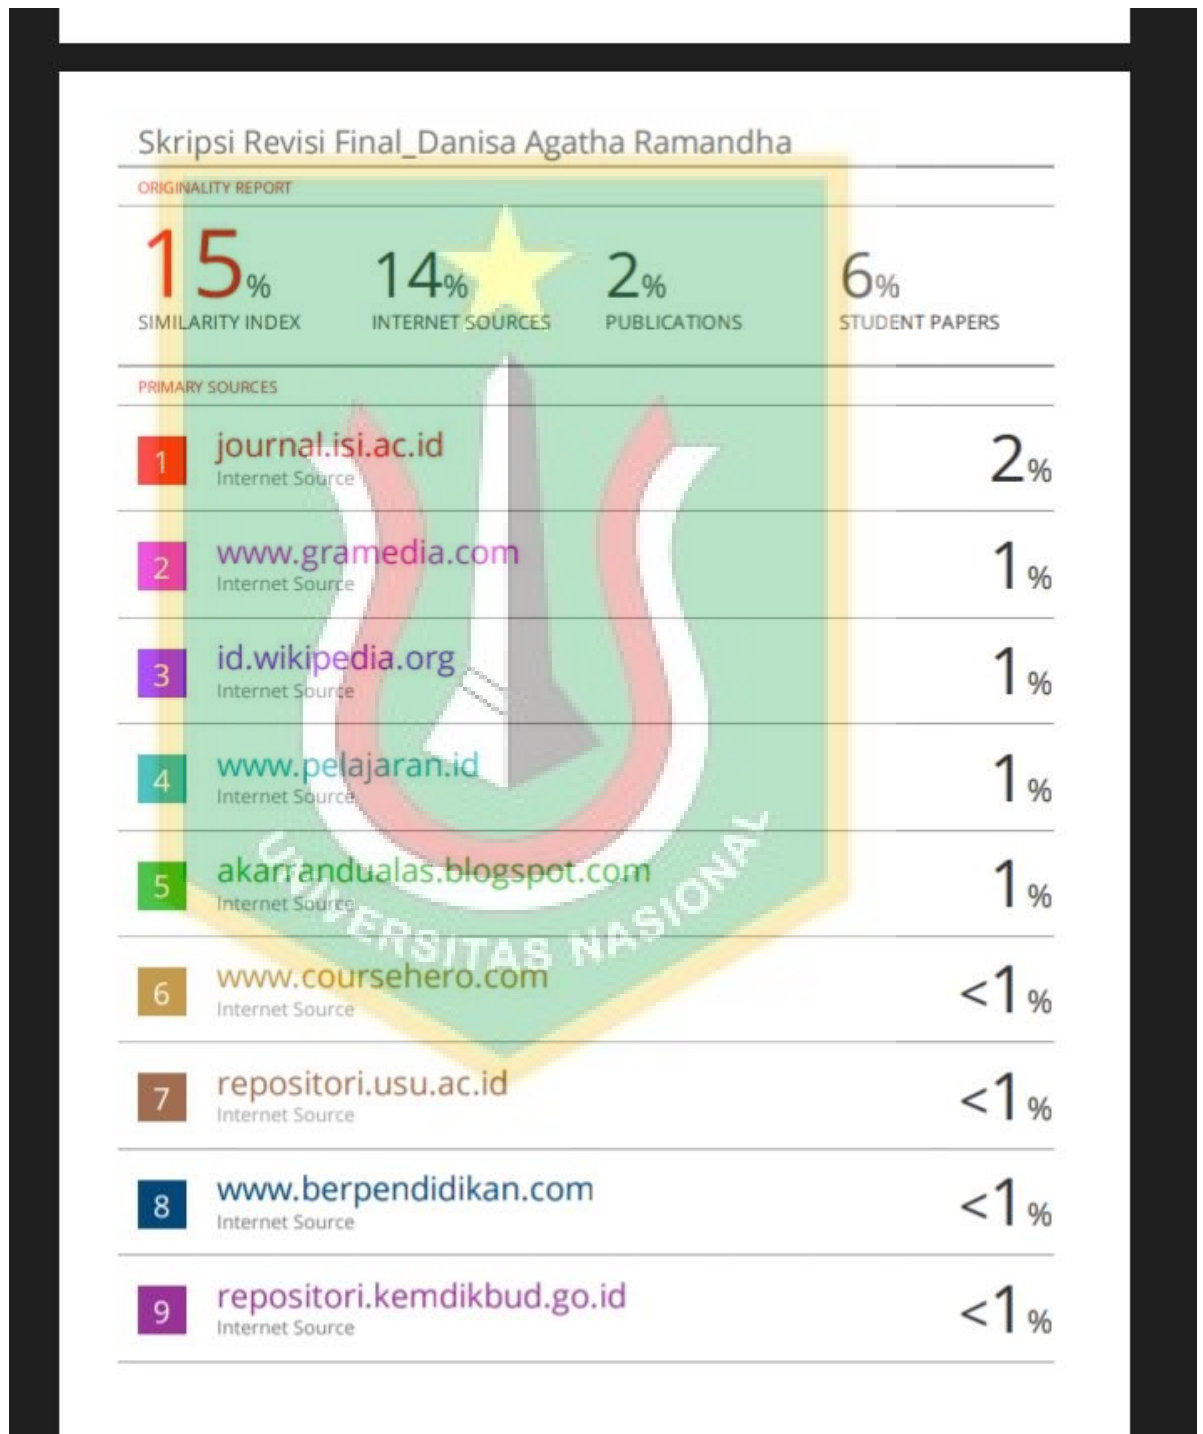 Skripsi Revisi Final_Danisa Agatha Ramandha
ORIGINALITY REPORT
15% 14% 2% 6%
SIMILARITY INDEX INTERNET SOURCES PUBLICATIONS STUDENT PAPERS
PRIMARY SOURCES
1 journal.isi.ac.id 2%
Internet Source
2 www.gramedia.com 1%
Internet Source
3 id.wikipedia.org 1%
Internet Source
4 www.pelajaran.id 1%
Internet Source
5 akarrandualas.blogspot.com 1%
Internet Source
UNIVERSITAS NASIONAL
6 www.coursehero.com <1%
Internet Source
7 repositori.usu.ac.id <1%
Internet Source
8 www.berpendidikan.com <1%
Internet Source
9 repositori.kemdikbud.go.id <1%
Internet Source